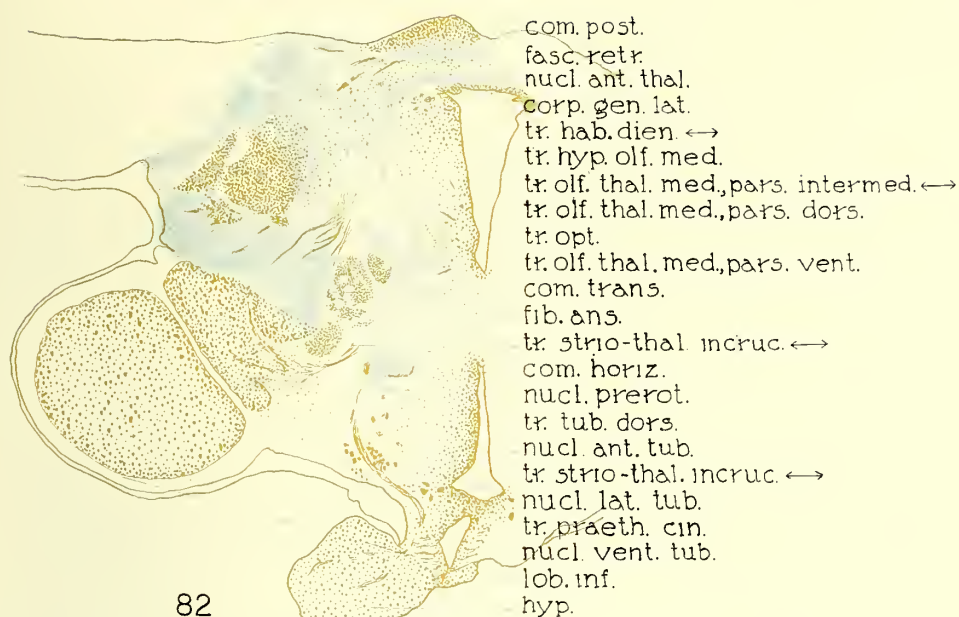 com. post.
fasc. retr.
nucl. ant. thal.
corp. gen. lat.
tr. hab. dien. ↔
tr. hyp. olf. med.
tr. olf. thal. med., pars. intermed. ↔
tr. olf. thal. med., pars. dors.
tr. opt.
tr. olf. thal. med., pars. vent.
com. trans.
fib. ans.
tr. strio-thal. incruc. ↔
com. horiz.
nucl. prerot.
tr. tub. dors.
nucl. ant. tub.
tr. strio-thal. incruc. ↔
nucl. lat. tub.
tr. praeth. cin.
nucl. vent. tub.
lob. inf.
hyp.
82